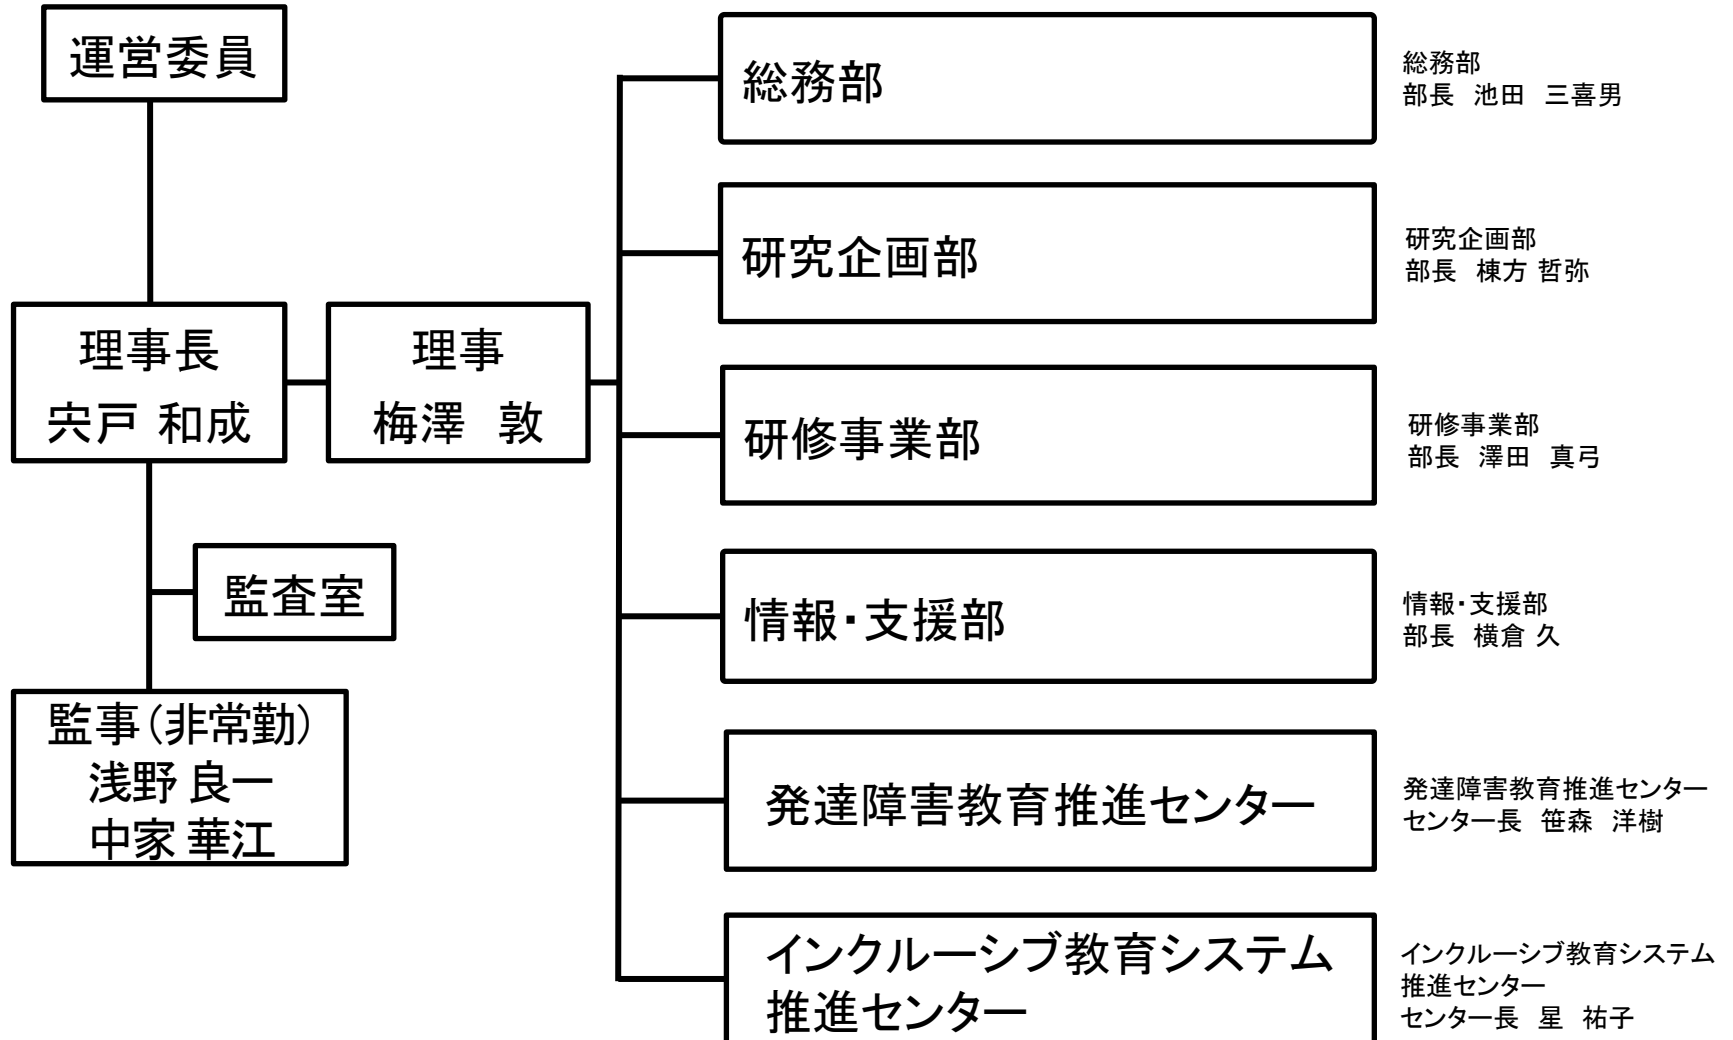 運営委員
理事長
宍戸 和成
理事
梅澤　敦
監査室
監事（非常勤）
浅野 良一
中家 華江
総務部
総務部
部長　池田　三喜男
研究企画部
研究企画部
部長　棟方 哲弥
研修事業部
研修事業部
部長　澤田　真弓
情報・支援部
情報・支援部
部長　横倉 久
発達障害教育推進センター
発達障害教育推進センター
センター長　笹森　洋樹
インクルーシブ教育システム
推進センター
インクルーシブ教育システム
推進センター
センター長　星　祐子